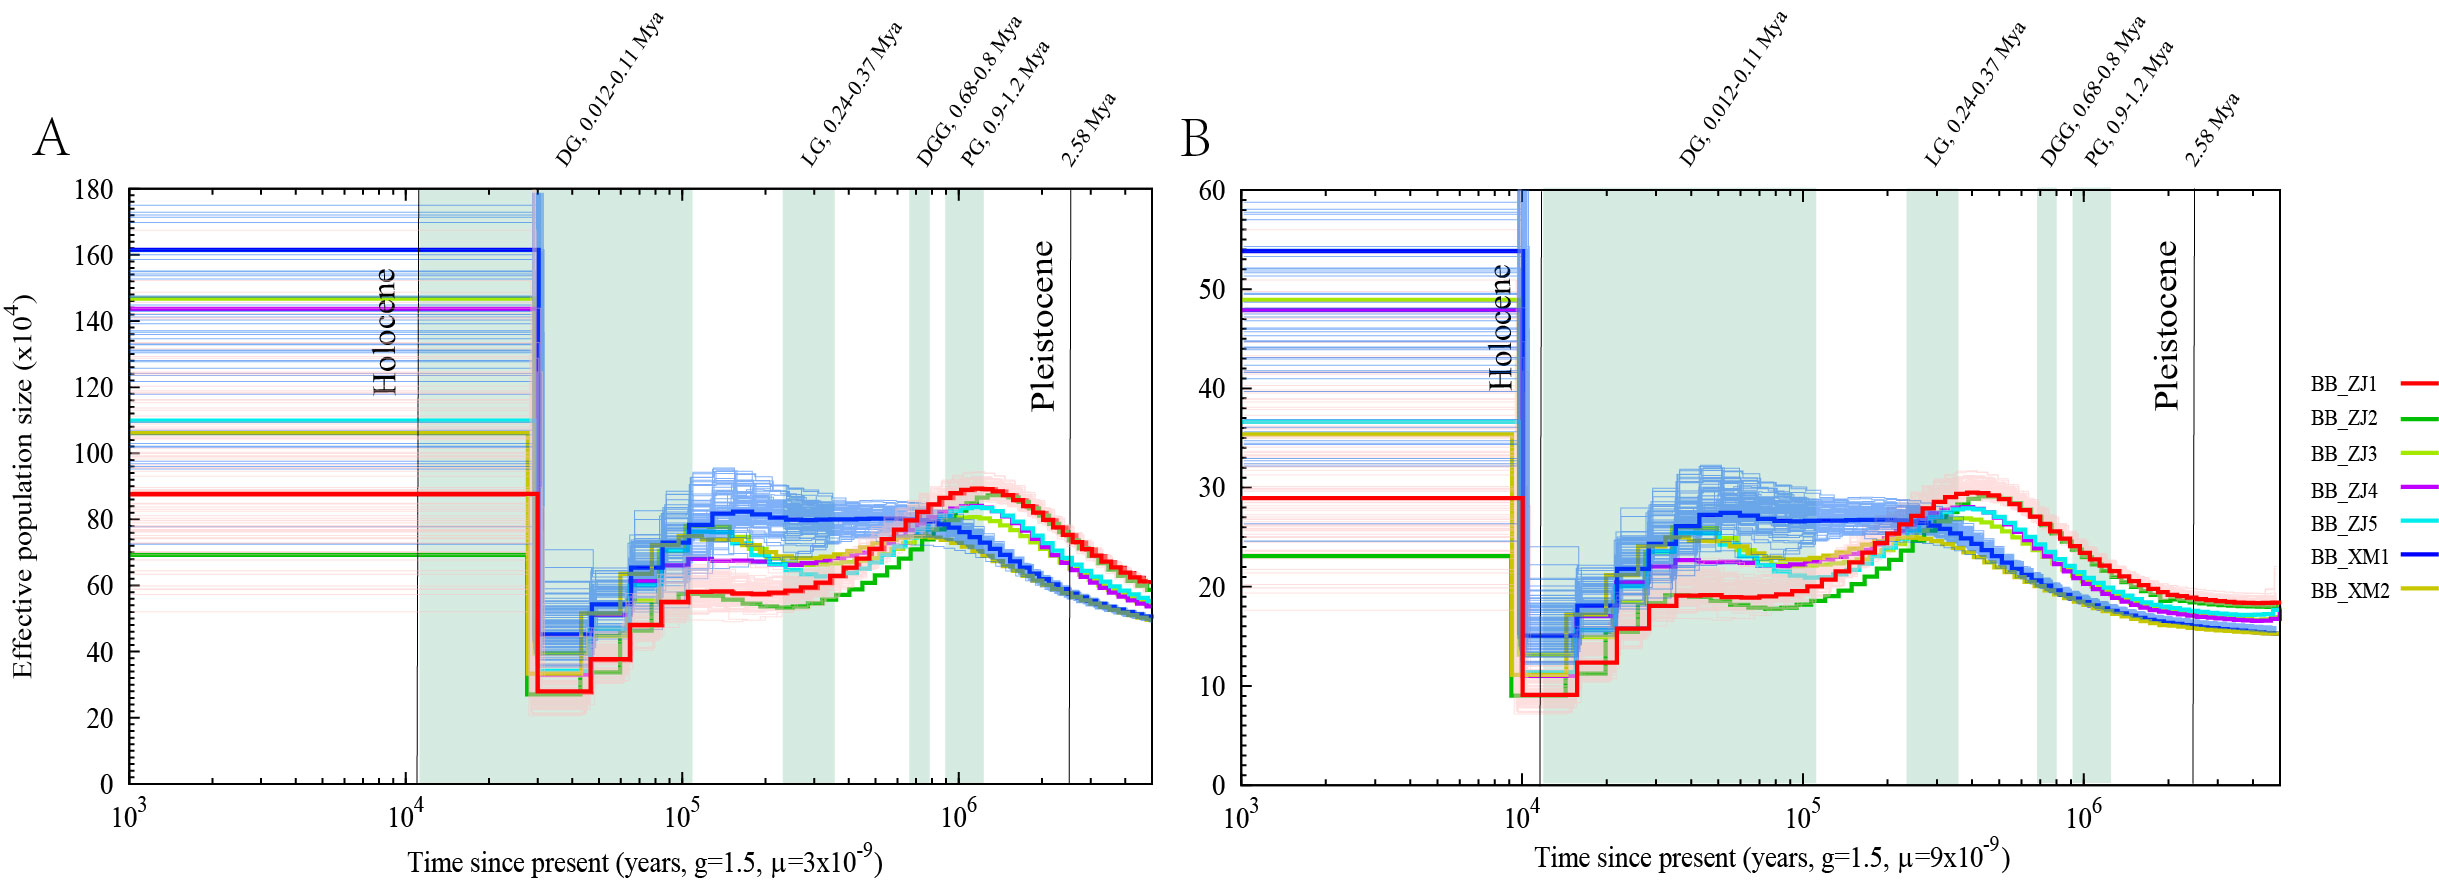 A
DG, 0.012-0.11 Mya
LG, 0.24-0.37 Mya
DGG, 0.68-0.8 Mya
PG, 0.9-1.2 Mya
2.58 Mya
Effective population size (x10⁴)
180
160
140
120
100
80
60
40
20
0
Holocene
Pleistocene
10³
10⁴
10⁵
10⁶
Time since present (years, g=1.5, μ=3x10⁻⁹)
B
DG, 0.012-0.11 Mya
LG, 0.24-0.37 Mya
DGG, 0.68-0.8 Mya
PG, 0.9-1.2 Mya
2.58 Mya
60
50
40
30
20
10
0
Holocene
Pleistocene
10³
10⁴
10⁵
10⁶
Time since present (years, g=1.5, μ=9x10⁻⁹)
BB_ZJ1
BB_ZJ2
BB_ZJ3
BB_ZJ4
BB_ZJ5
BB_XM1
BB_XM2